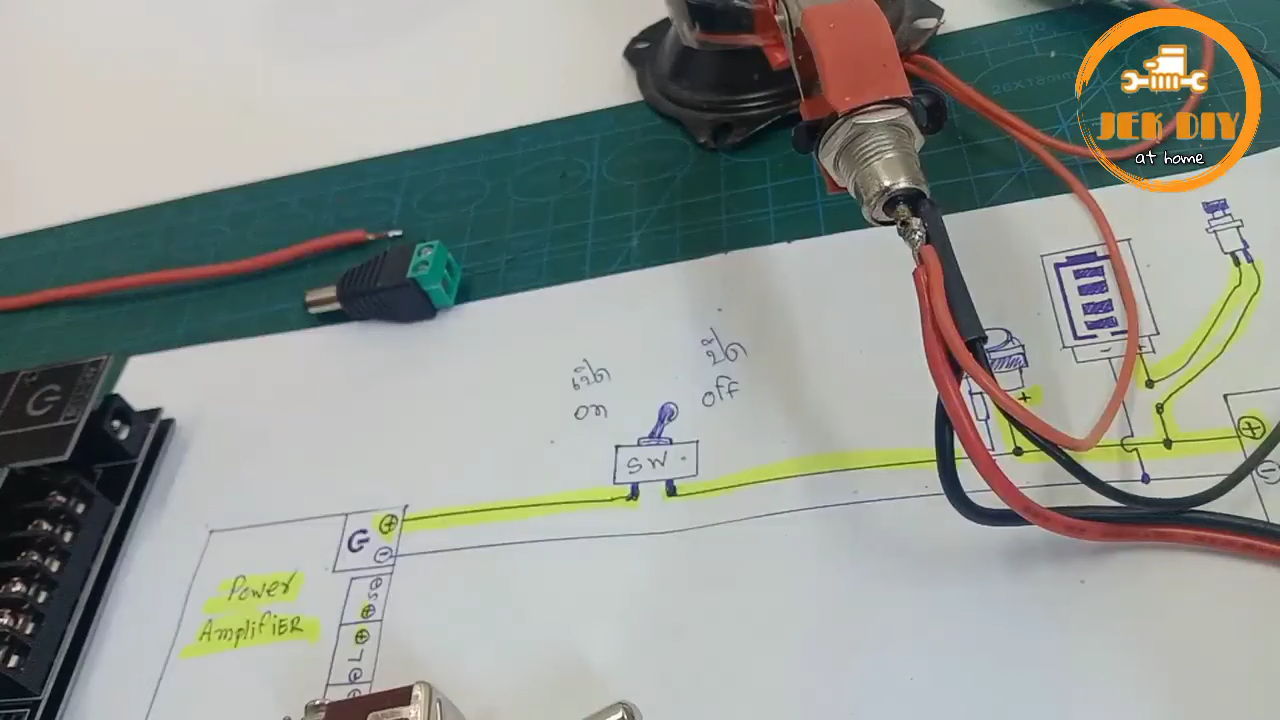 JEK DIY
at home
เปิด
on
ปิด
off
SW.
+
+
-
+
-
Power
AmplifiER
S
+
+
L